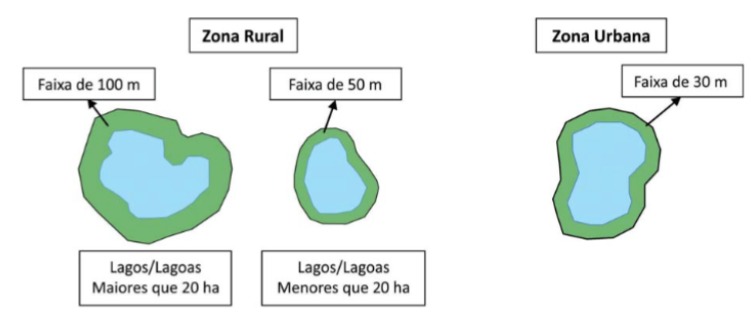 Zona Rural
Zona Urbana
Faixa de 100 m
Faixa de 50 m
Faixa de 30 m
Lagos/Lagoas
Maiores que 20 ha
Lagos/Lagoas
Menores que 20 ha